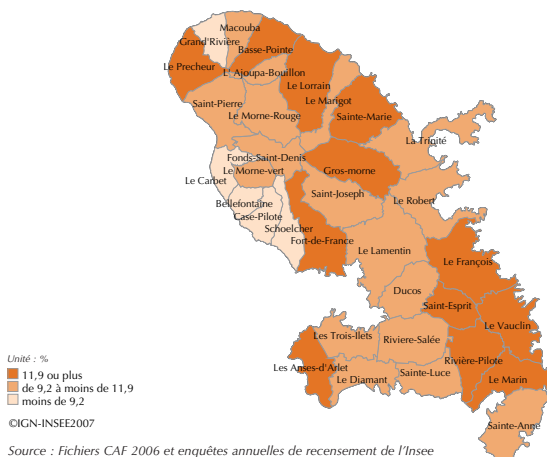 Macouba
Grand'Rivière
Basse-Pointe
Le Precheur
L' Ajoupa-Bouillon
Le Lorrain
Saint-Pierre
Le Marigot
Le Morne-Rouge
Sainte-Marie
La Trinité
Fonds-Saint-Denis
Le Morne-vert
Gros-morne
Le Carbet
Saint-Joseph
Bellefontaine
Le Robert
Case-Pilote
Schoelcher
Fort-de-France
Le Lamentin
Le François
Ducos
Saint-Esprit
Le Vauclin
Les Trois-Ilets
Riviere-Salée
Rivière-Pilote
Les Anses-d'Arlet
Le Diamant
Sainte-Luce
Le Marin
Sainte-Anne
Unité : %
11,9 ou plus
de 9,2 à moins de 11,9
moins de 9,2
©IGN-INSEE2007
Source : Fichiers CAF 2006 et enquêtes annuelles de recensement de l'Insee